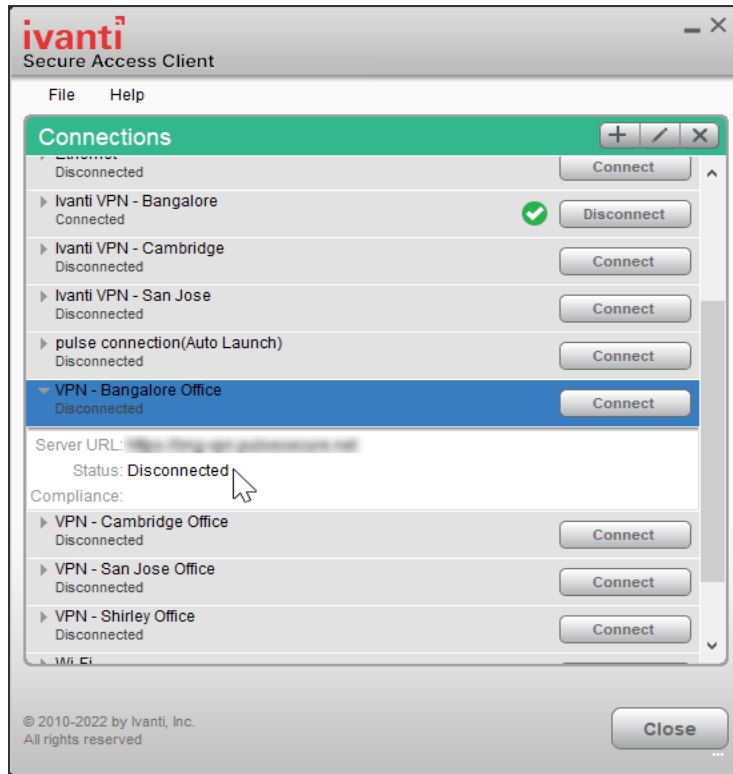 ivanti
Secure Access Client
File Help
Connections
Ethernet
Disconnected
Connect
Ivanti VPN - Bangalore
Connected
Disconnect
Ivanti VPN - Cambridge
Disconnected
Connect
Ivanti VPN - San Jose
Disconnected
Connect
pulse connection(Auto Launch)
Disconnected
Connect
VPN - Bangalore Office
Disconnected
Connect
Server URL:
Status: Disconnected
Compliance:
VPN - Cambridge Office
Disconnected
Connect
VPN - San Jose Office
Disconnected
Connect
VPN - Shirley Office
Disconnected
Connect
Wi-Fi
© 2010-2022 by Ivanti, Inc.
All rights reserved
Close